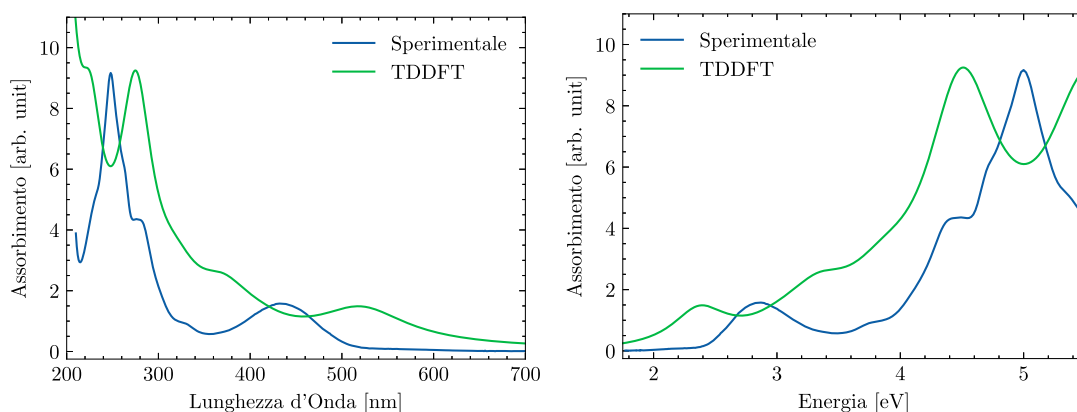 Assorbimento [arb. unit]
10
8
6
4
2
0
Sperimentale
TDDFT
200 300 400 500 600 700
Lunghezza d'Onda [nm]
Assorbimento [arb. unit]
10
8
6
4
2
0
Sperimentale
TDDFT
2 3 4 5
Energia [eV]